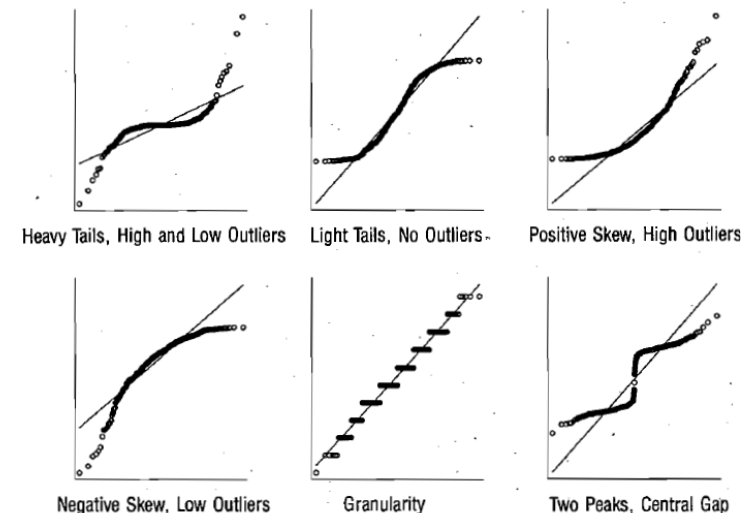 Heavy Tails, High and Low Outliers
Light Tails, No Outliers
Positive Skew, High Outliers
Negative Skew, Low Outliers
Granularity
Two Peaks, Central Gap